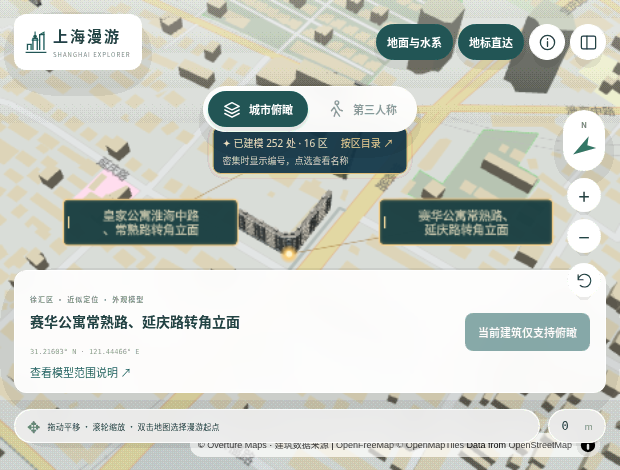 上海漫游
SHANGHAI EXPLORER
地面与水系
地标直达
城市俯瞰
第三人称
✦ 已建模 252 处 · 16 区 按区目录 ↗
密集时显示编号，点选查看名称
N
延庆路
皇家公寓淮海中路
、常熟路转角立面
赛华公寓常熟路、
延庆路转角立面
徐汇区 · 近似定位 · 外观模型
赛华公寓常熟路、延庆路转角立面
31.21603° N · 121.44466° E
查看模型范围说明 ↗
当前建筑仅支持俯瞰
拖动平移 · 滚轮缩放 · 双击地图选择漫游起点
0 m
© Overture Maps · 建筑数据来源 | OpenFreeMap © OpenMapTiles Data from OpenStreetMap